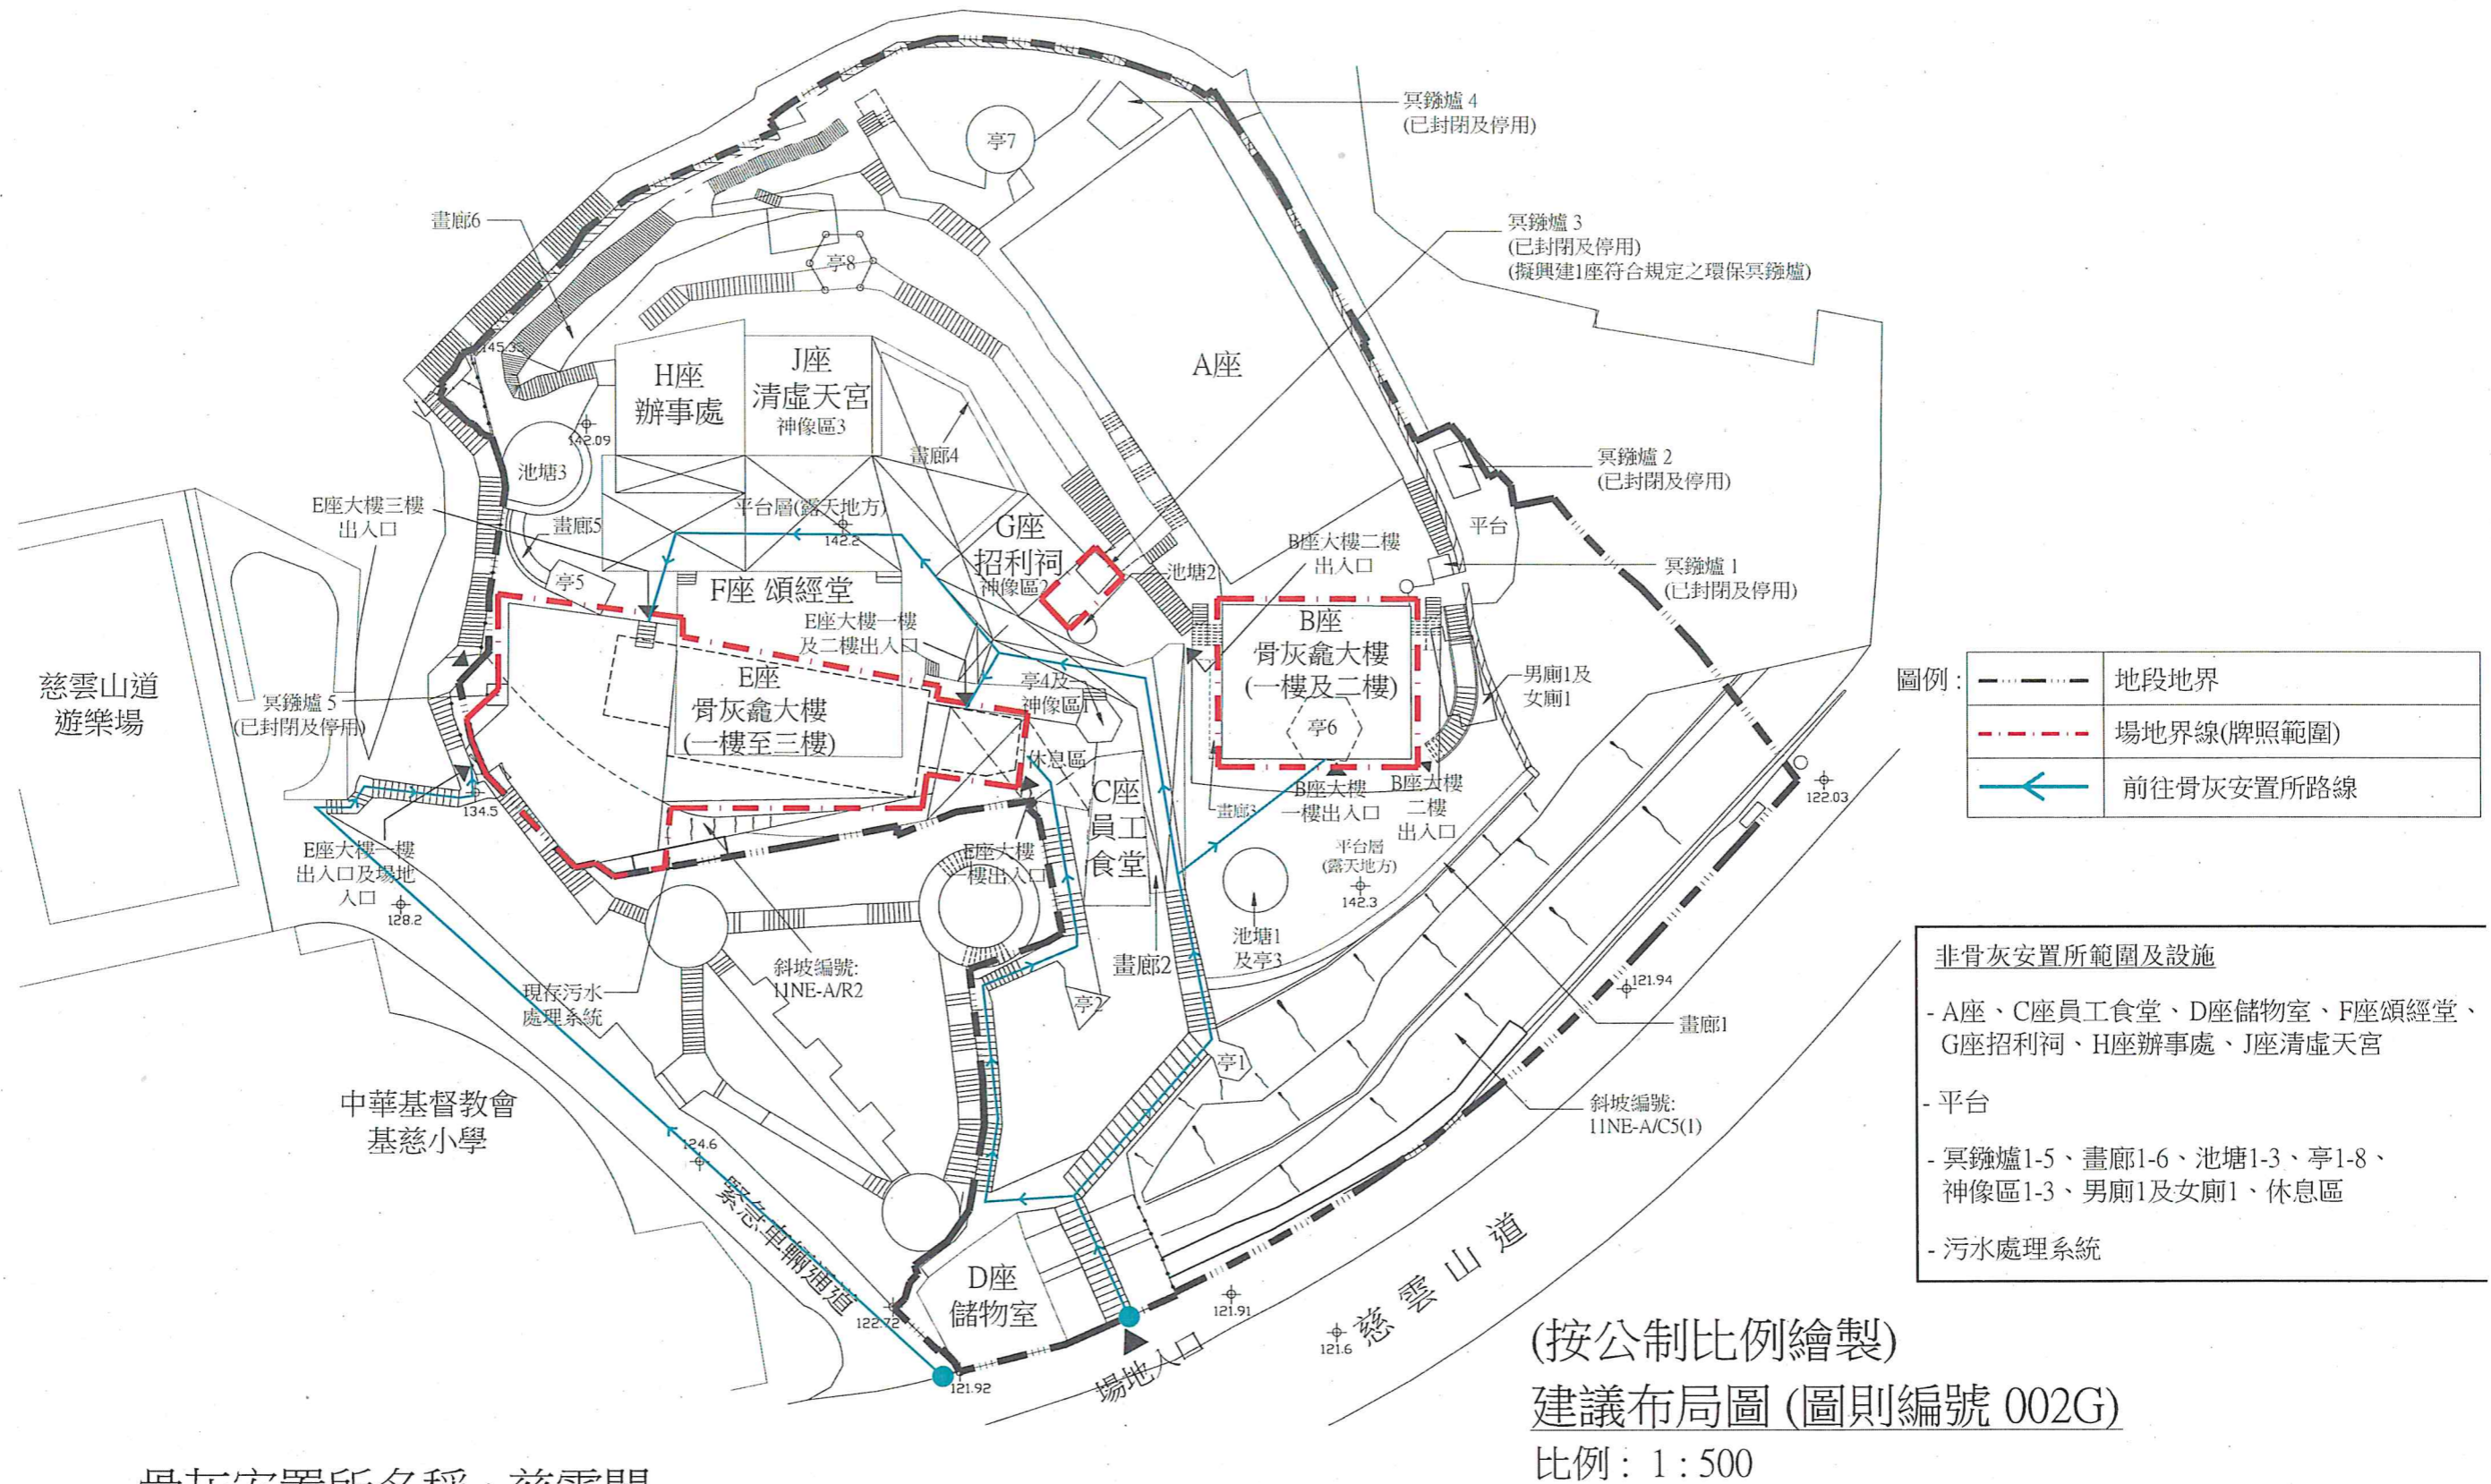 冥鏹爐 4
(已封閉及停用)
亭7
冥鏹爐 3
(已封閉及停用)
(擬興建1座符合規定之環保冥鏹爐)
畫廊6
亭8
A座
145.35
H座
辦事處
J座
清虛天宮
神像區3
142.09
畫廊4
池塘3
冥鏹爐 2
(已封閉及停用)
E座大樓三樓
出入口
畫廊5
平台層(露天地方)
142.2
G座
招利祠
神像區2
平台
B座大樓二樓
出入口
池塘2
冥鏹爐 1
(已封閉及停用)
亭5
F座 頌經堂
E座大樓一樓
及二樓出入口
B座
骨灰龕大樓
(一樓及二樓)
亭6
慈雲山道
遊樂場
冥鏹爐 5
(已封閉及停用)
E座
骨灰龕大樓
(一樓至三樓)
亭4及
神像區1
男廁1及
女廁1
圖例 :
地段地界
場地界線(牌照範圍)
前往骨灰安置所路線
休息區
C座
員工
食堂
畫廊3
B座大樓
一樓出入口
B座大樓
二樓
出入口
122.03
134.5
E座大樓一樓
出入口及場地
入口
128.2
E座大樓
一樓出入口
平台層
(露天地方)
142.3
池塘1
及亭3
畫廊2
斜坡編號:
11NE-A/R2
現存污水
處理系統
亭2
121.94
畫廊1
亭1
非骨灰安置所範圍及設施
- A座、C座員工食堂、D座儲物室、F座頌經堂、
G座招利祠、H座辦事處、J座清虛天宮
- 平台
- 冥鏹爐1-5、畫廊1-6、池塘1-3、亭1-8、
神像區1-3、男廁1及女廁1、休息區
- 污水處理系統
中華基督教會
基慈小學
124.6
斜坡編號:
11NE-A/C5(1)
緊急車輛通道
D座
儲物室
122.72
121.92
121.91
121.6
慈雲山道
場地入口
(按公制比例繪製)
建議布局圖 (圖則編號 002G)
比例 : 1 : 500
骨灰安置所名稱 : 慈雲閣